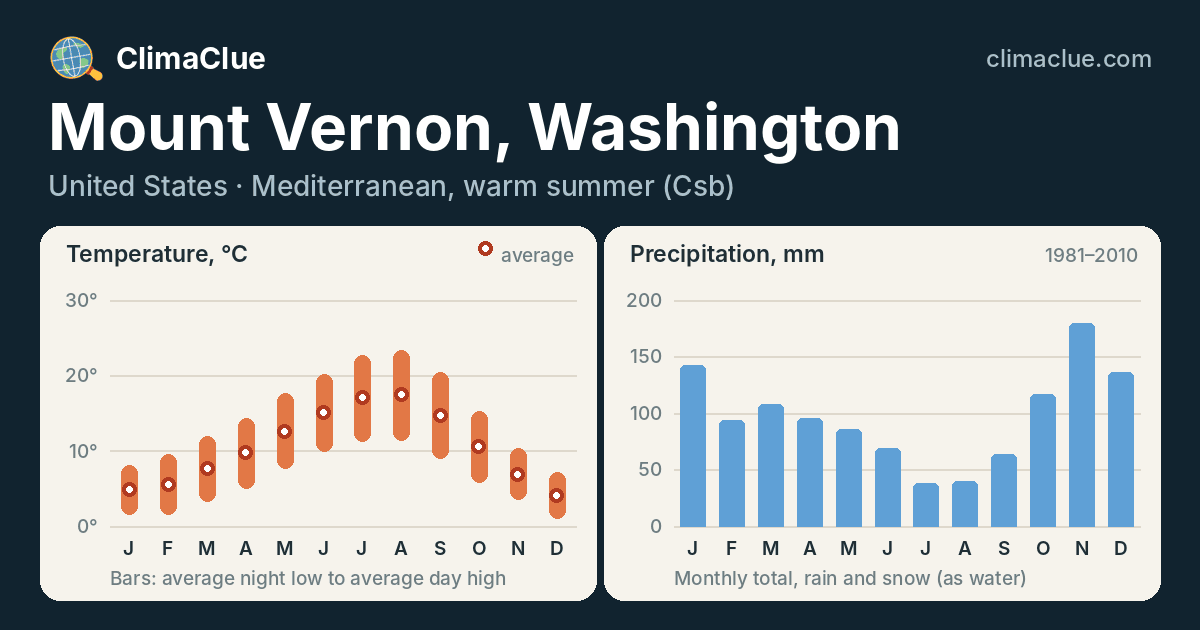 ClimaClue
climaclue.com
Mount Vernon, Washington
United States · Mediterranean, warm summer (Csb)
Temperature, °C
average
30°
20°
10°
0°
J F M A M J J A S O N D
Bars: average night low to average day high
Precipitation, mm
1981–2010
200
150
100
50
0
J F M A M J J A S O N D
Monthly total, rain and snow (as water)